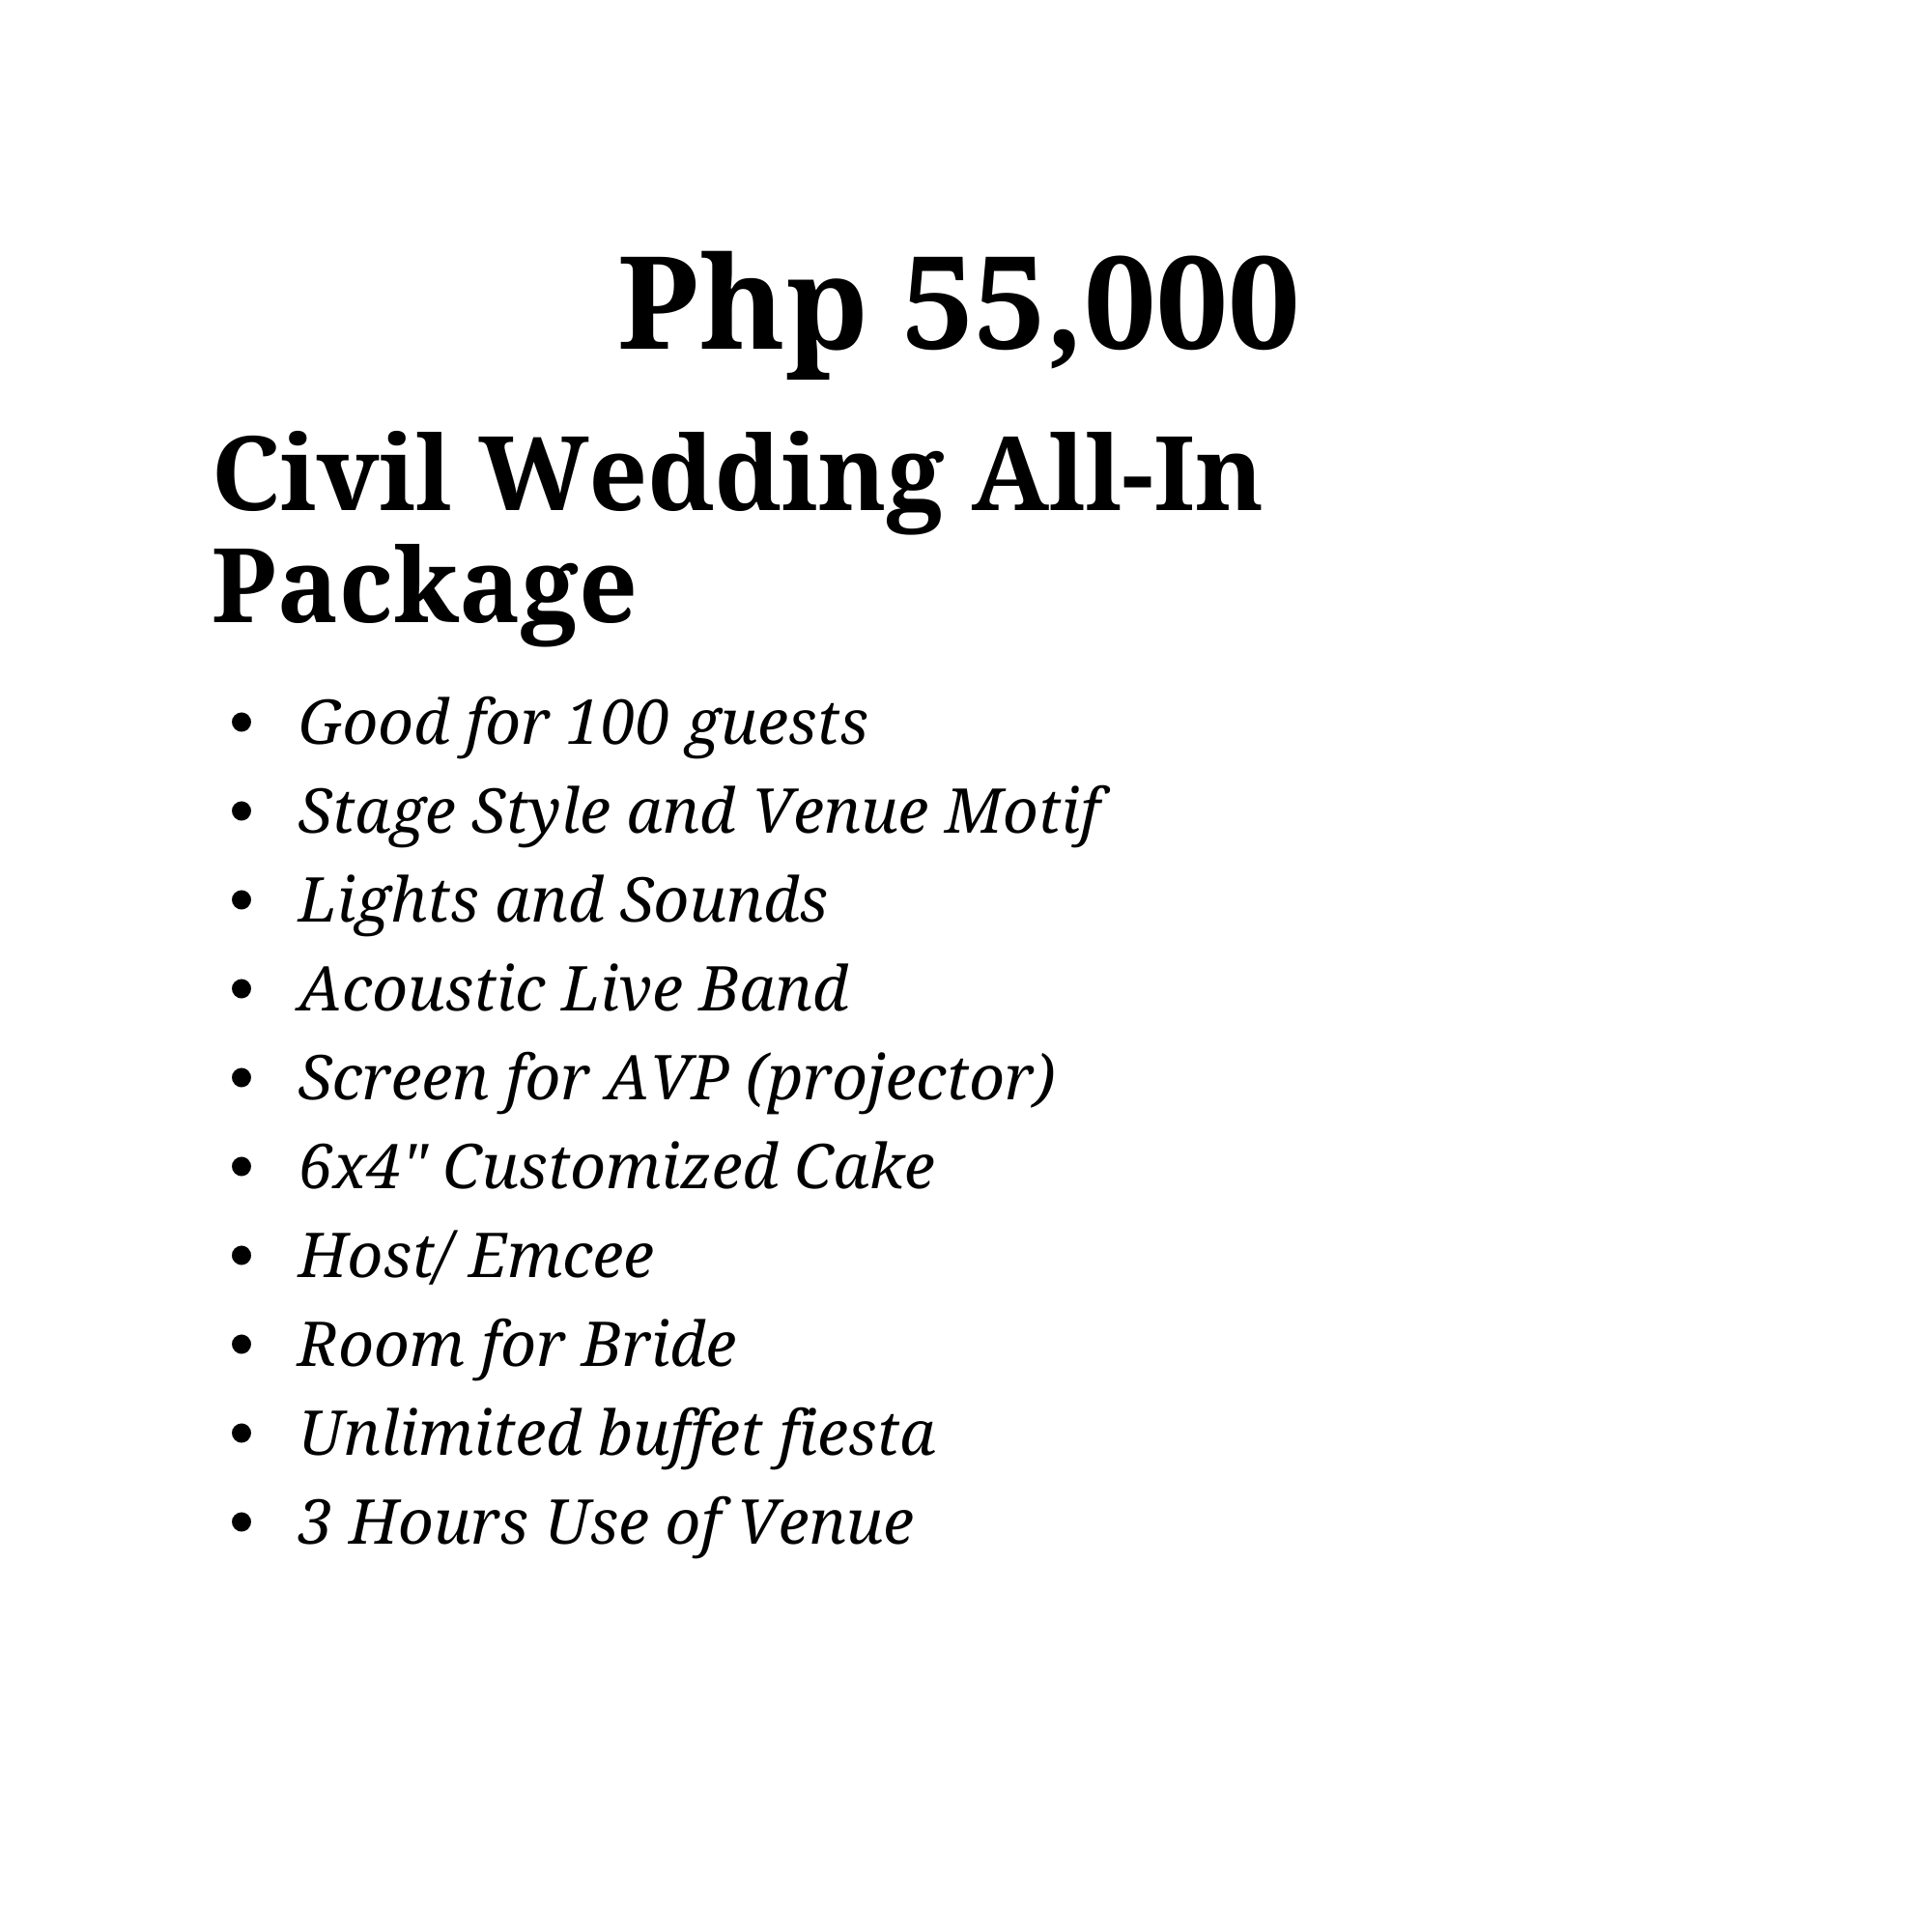 Php 55,000
Civil Wedding All-In
Package
• Good for 100 guests
• Stage Style and Venue Motif
• Lights and Sounds
• Acoustic Live Band
• Screen for AVP (projector)
• 6x4" Customized Cake
• Host/ Emcee
• Room for Bride
• Unlimited buffet fiesta
• 3 Hours Use of Venue